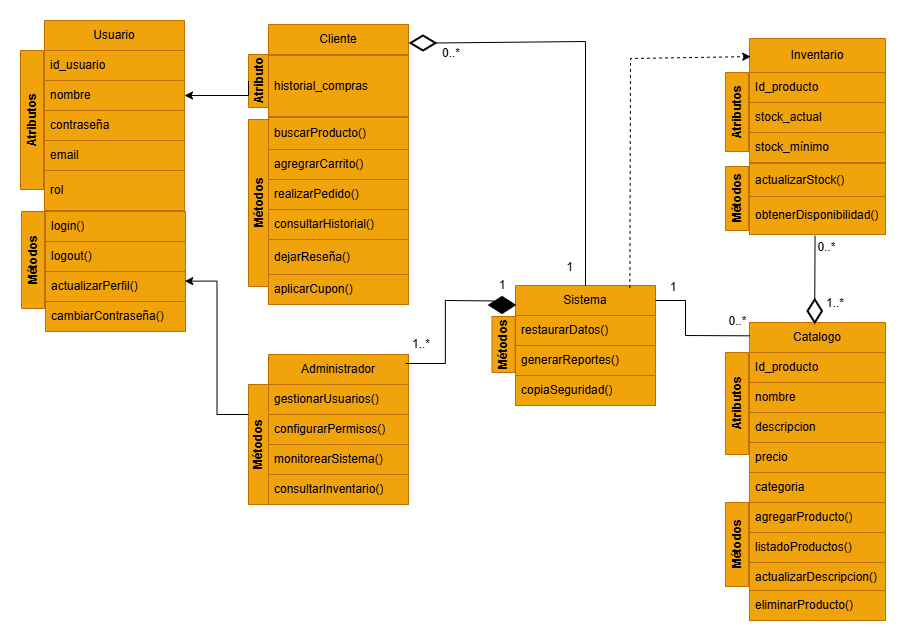 Usuario
Atributos
id_usuario
nombre
contraseña
email
rol
Métodos
login()
logout()
actualizarPerfil()
cambiarContraseña()
Cliente
Atributo
historial_compras
Métodos
buscarProducto()
agregrarCarrito()
realizarPedido()
consultarHistorial()
dejarReseña()
aplicarCupon()
0..*
1
Administrador
Métodos
gestionarUsuarios()
configurarPermisos()
monitorearSistema()
consultarInventario()
1..*
1
Sistema
Métodos
restaurarDatos()
generarReportes()
copiaSeguridad()
1
0..*
Inventario
Atributos
Id_producto
stock_actual
stock_mínimo
Métodos
actualizarStock()
obtenerDisponibilidad()
0..*
1..*
Catalogo
Atributos
Id_producto
nombre
descripcion
precio
categoria
Métodos
agregarProducto()
listadoProductos()
actualizarDescripcion()
eliminarProducto()